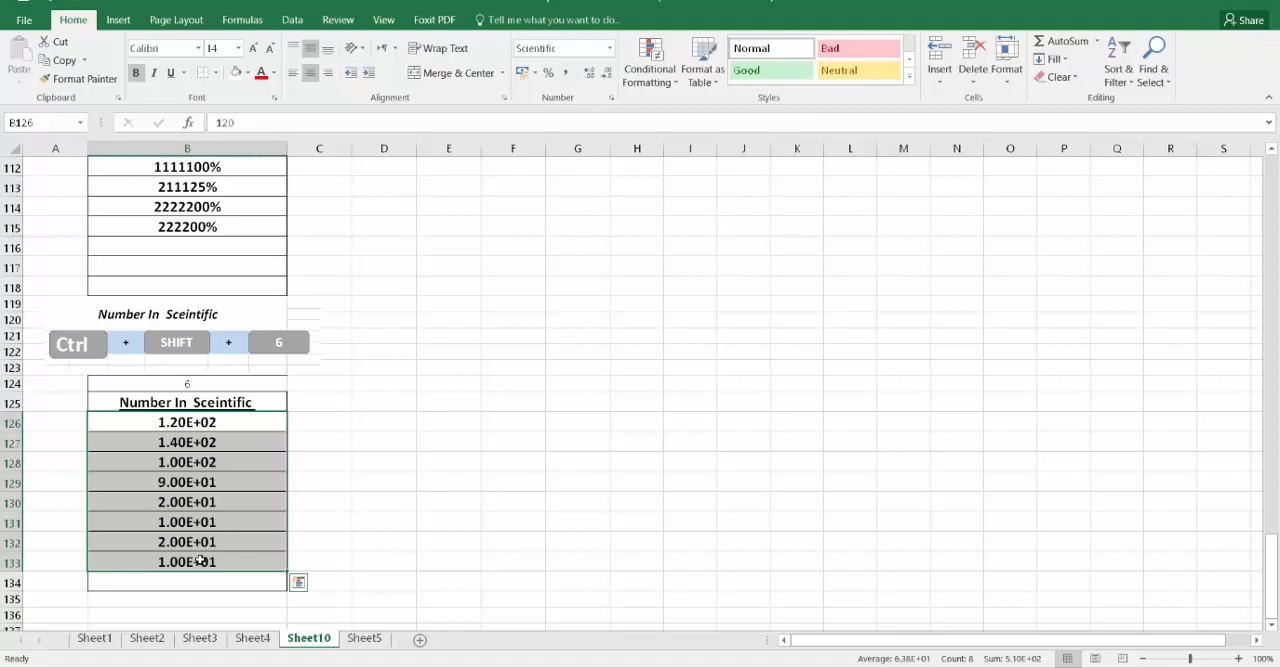 File Home Insert Page Layout Formulas Data Review View Foxit PDF Tell me what you want to do... Share
Paste Cut Copy Format Painter Clipboard
Calibri 14 A A B I U A Font
Wrap Text Merge & Center Alignment
Scientific % , Number
Conditional Formatting Format as Table Normal Bad Good Neutral Styles
Insert Delete Format Cells
AutoSum Fill Clear Sort & Filter Find & Select Editing
B126 fx 120
A B C D E F G H I J K L M N O P Q R S
112 1111100%
113 211125%
114 2222200%
115 222200%
116
117
118
119
Number In Sceintific
120
121
Ctrl + SHIFT + 6
122
123
124 6
125 Number In Sceintific
126 1.20E+02
127 1.40E+02
128 1.00E+02
129 9.00E+01
130 2.00E+01
131 1.00E+01
132 2.00E+01
133 1.00E+01
134
135
136
Sheet1 Sheet2 Sheet3 Sheet4 Sheet10 Sheet5
Ready Average: 6.38E+01 Count: 8 Sum: 5.10E+02 100%